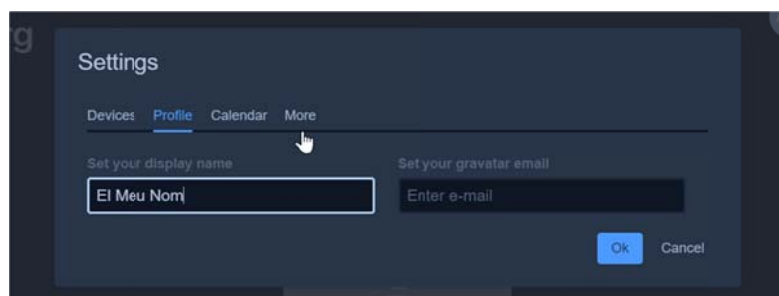 Settings
Devices Profile Calendar More
Set your display name Set your gravatar email
El Meu Nom Enter e-mail
Ok Cancel